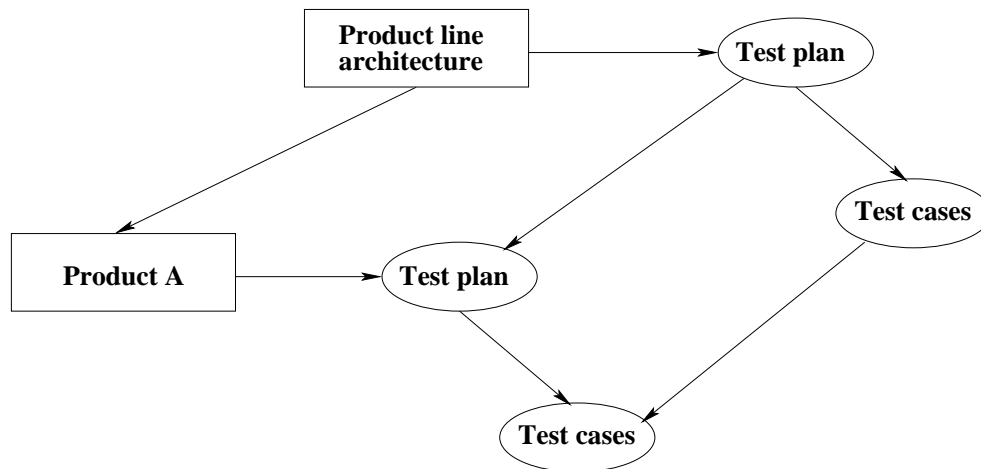 Product line
architecture
Test plan
Test cases
Product A
Test plan
Test cases